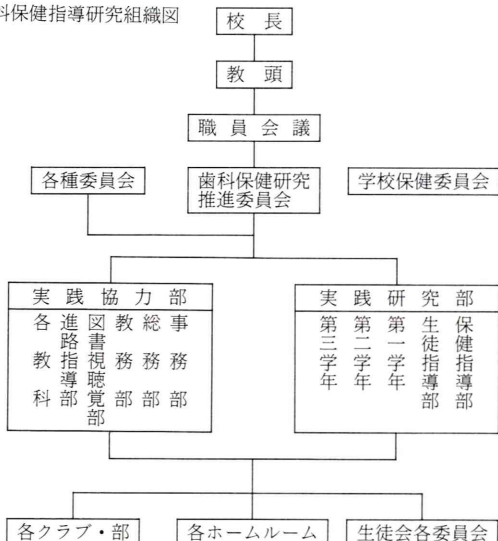 科保健指導研究組織図
校長
教頭
職員会議
各種委員会
歯科保健研究
推進委員会
学校保健委員会
実践協力部
事務部
総務部
教務部
図書視聴覚部
進路指導部
各教科
実践研究部
保健指導部
生徒指導部
第一学年
第二学年
第三学年
各クラブ・部
各ホームルーム
生徒会各委員会